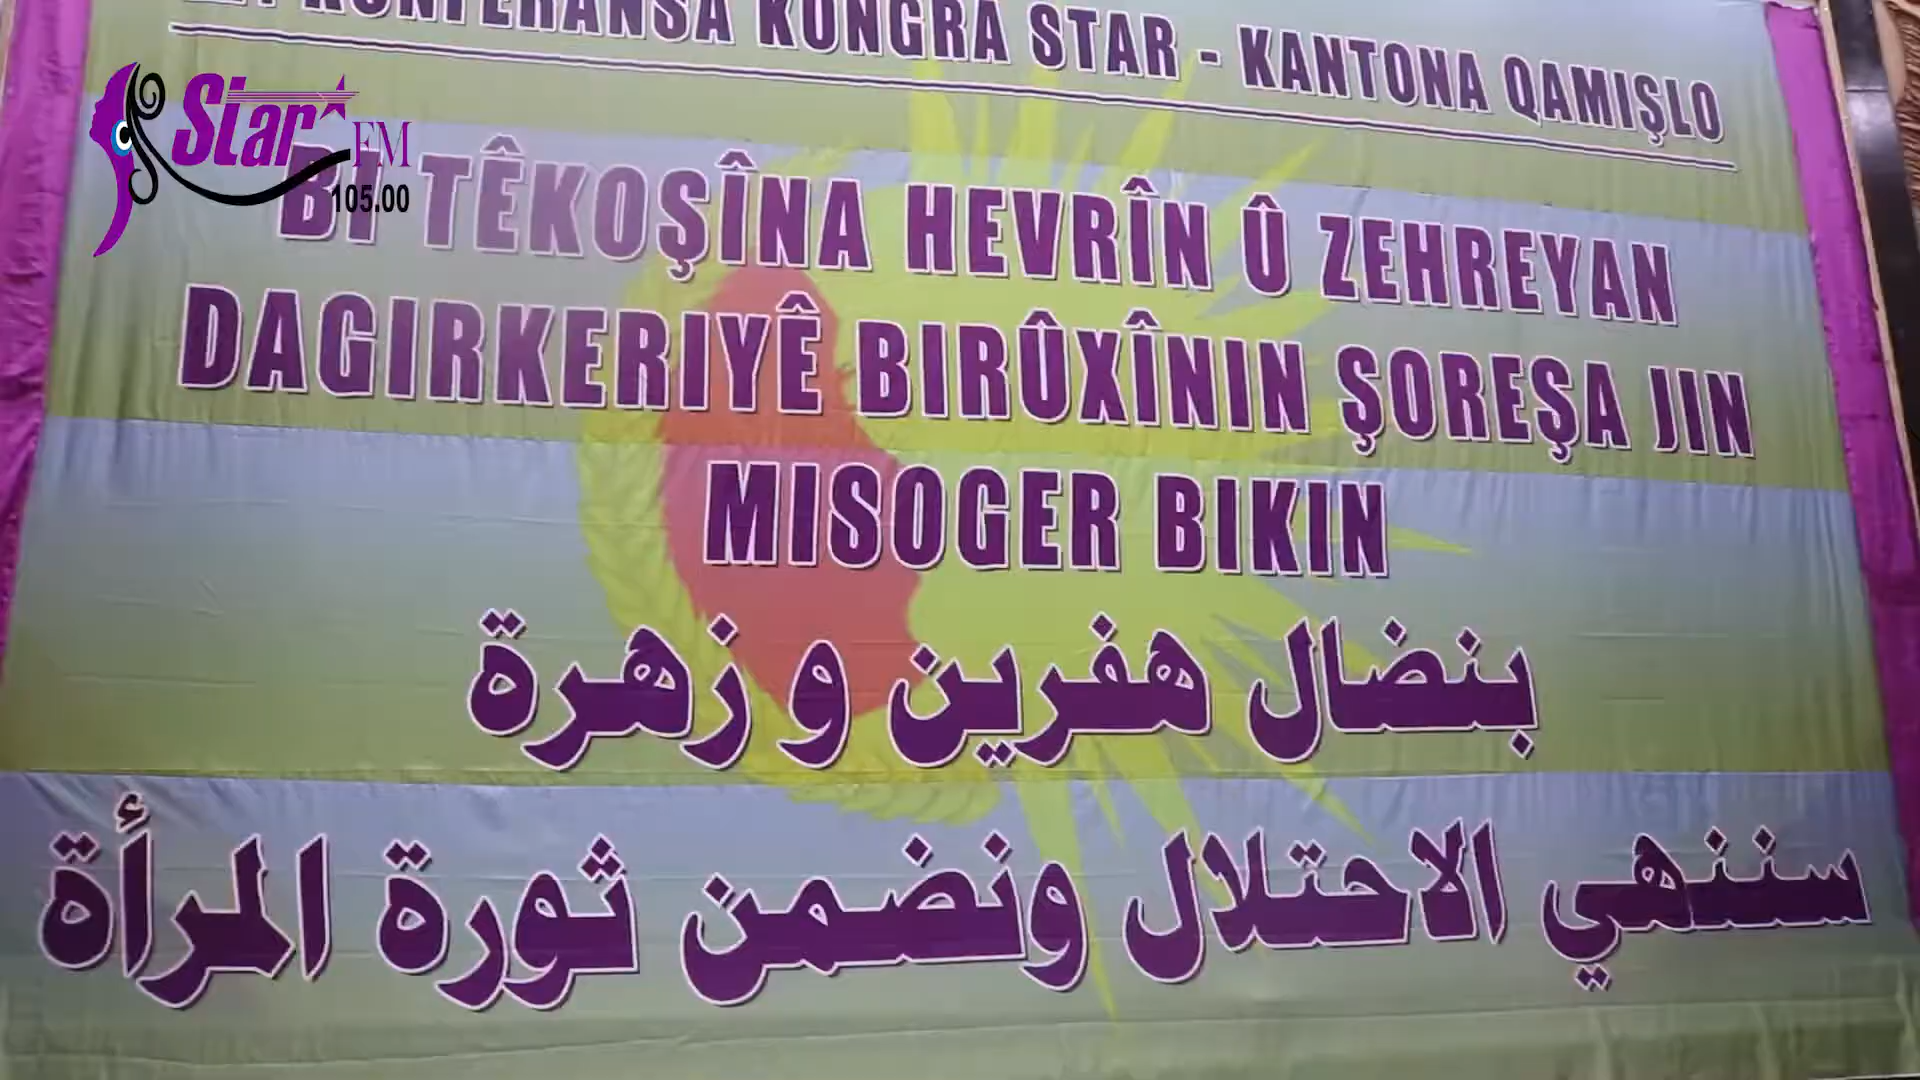 KONFERANSA KONGRA STAR - KANTONA QAMIŞLO
Star FM
105.00
BI TÊKOŞÎNA HEVRÎN Û ZEHREYAN
DAGIRKERIYÊ BIRÛXÎNIN ŞOREŞA JIN
MISOGER BIKIN
بنضال هفرين و زهرة
سننهي الاحتلال ونضمن ثورة المرأة